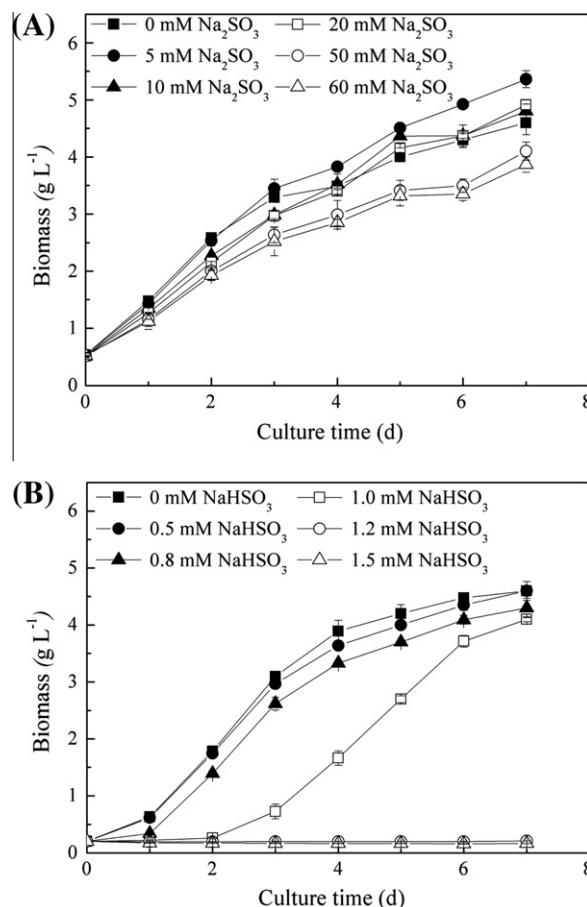 (A)
0 mM Na₂SO₃ 20 mM Na₂SO₃
5 mM Na₂SO₃ 50 mM Na₂SO₃
10 mM Na₂SO₃ 60 mM Na₂SO₃
6
5
4
3
2
1
0
Biomass (g L⁻¹)
0 2 4 6 8
Culture time (d)
(B)
0 mM NaHSO₃ 1.0 mM NaHSO₃
0.5 mM NaHSO₃ 1.2 mM NaHSO₃
0.8 mM NaHSO₃ 1.5 mM NaHSO₃
6
5
4
3
2
1
0
Biomass (g L⁻¹)
0 2 4 6 8
Culture time (d)